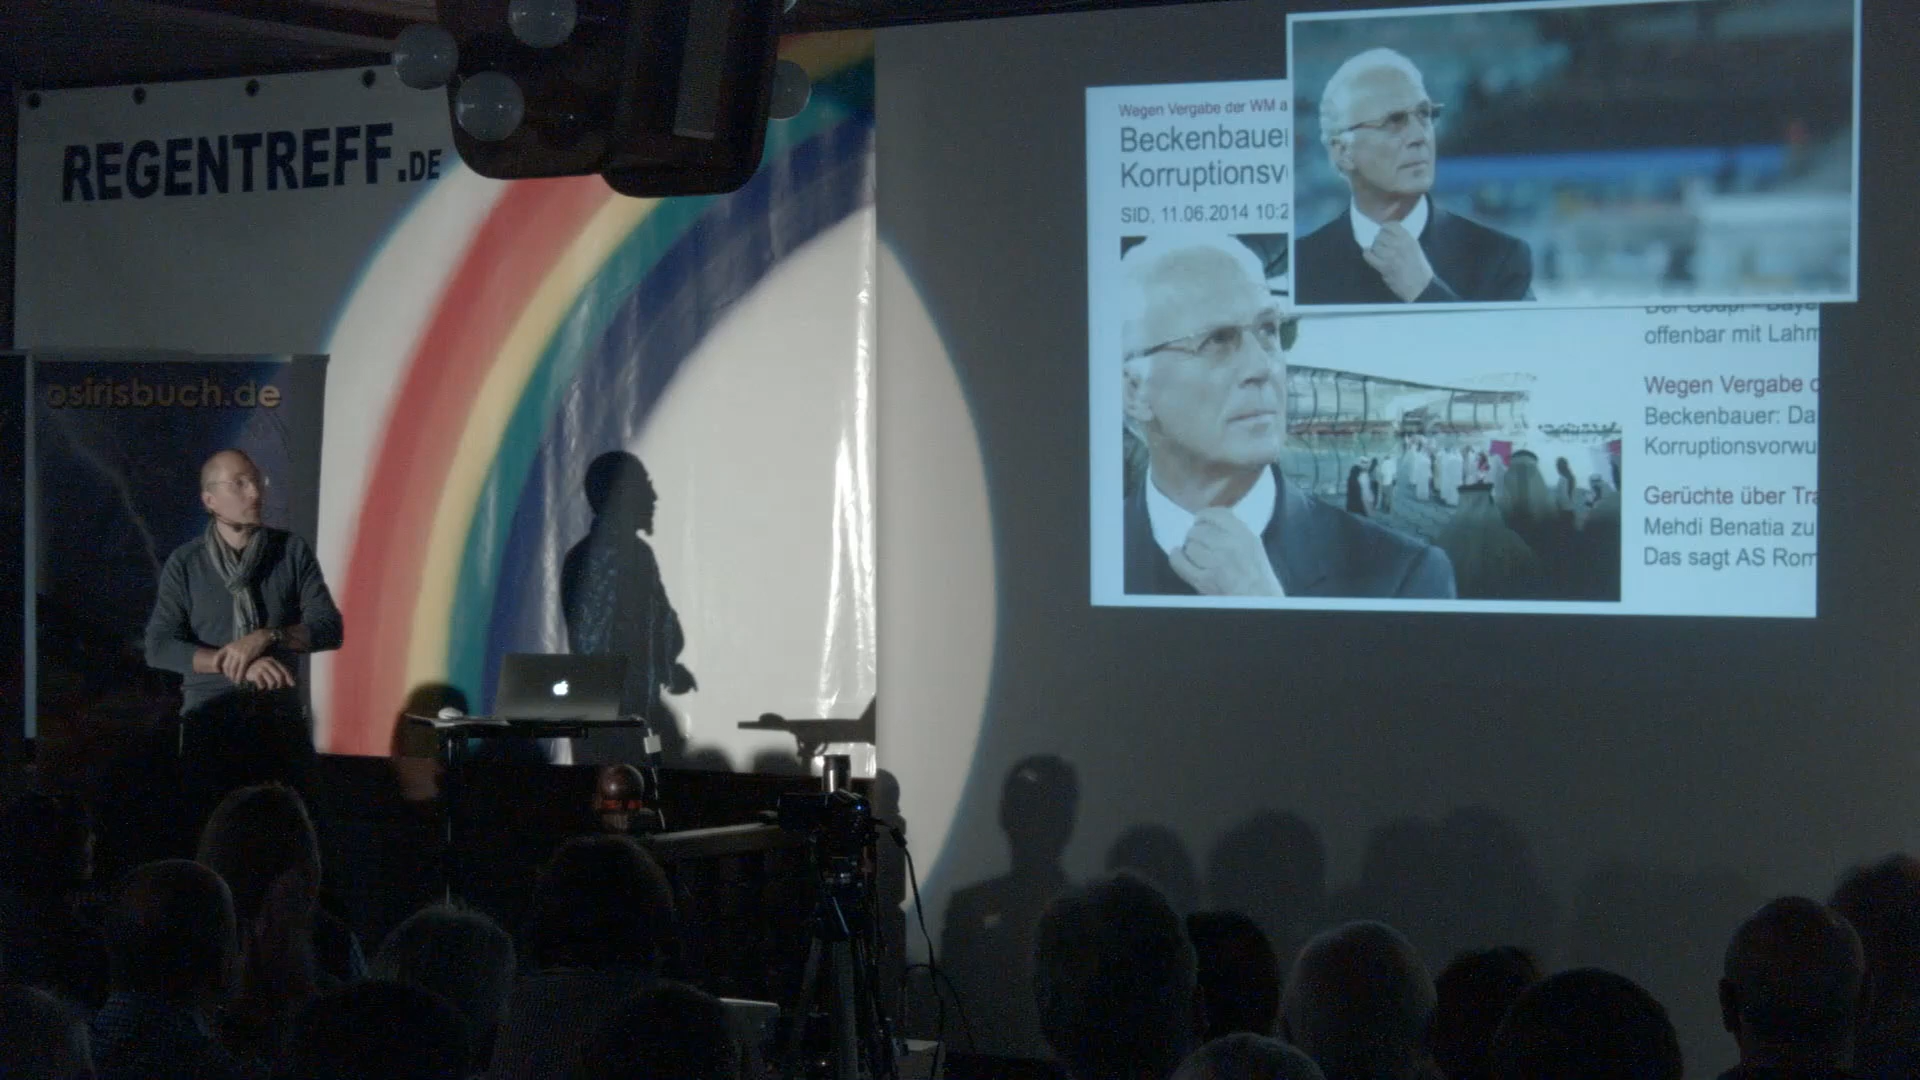 REGENTREFF.DE
osirisbuch.de
Wegen Vergabe der WM a
Beckenbauer
Korruptionsv
SID, 11.06.2014 10:2
offenbar mit Lahm
Wegen Vergabe d
Beckenbauer: Da
Korruptionsvorwu
Gerüchte über Tra
Mehdi Benatia zu
Das sagt AS Rom